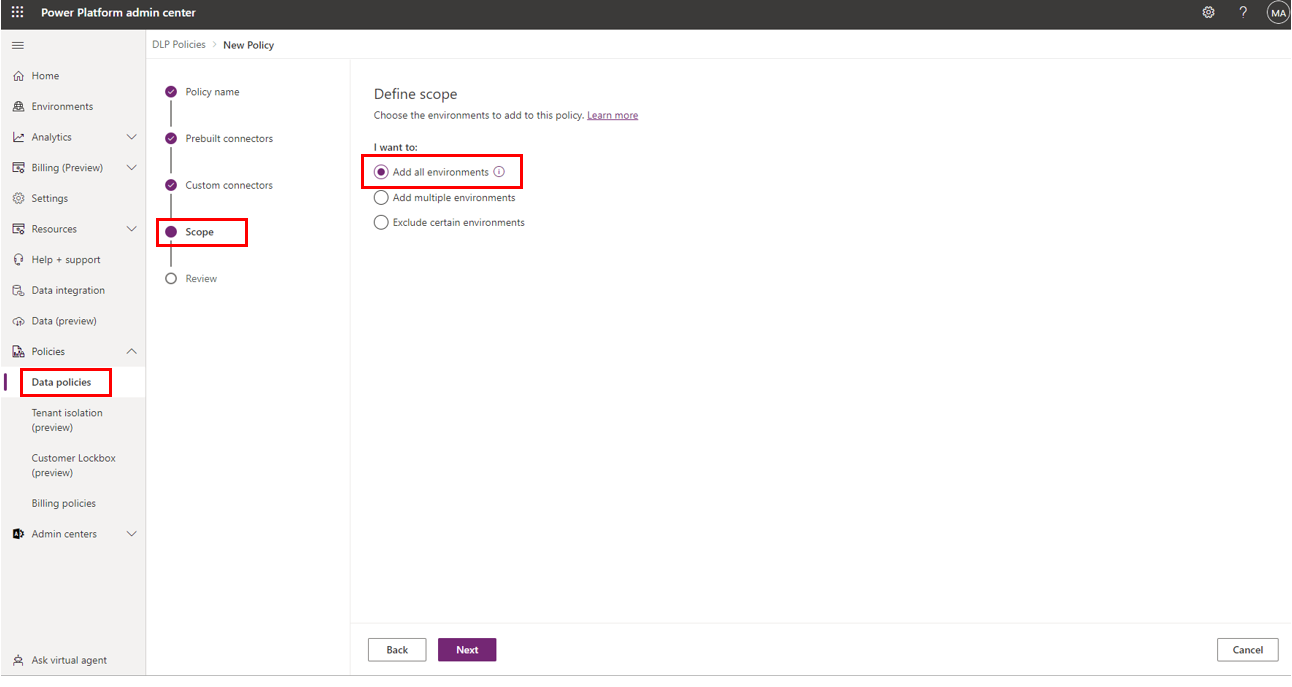 Power Platform admin center
?
MA
DLP Policies > New Policy
Home
Environments
Analytics
Billing (Preview)
Settings
Resources
Help + support
Data integration
Data (preview)
Policies
Data policies
Tenant isolation
(preview)
Customer Lockbox
(preview)
Billing policies
Admin centers
Ask virtual agent
Policy name
Prebuilt connectors
Custom connectors
Scope
Review
Define scope
Choose the environments to add to this policy. Learn more
I want to:
Add all environments
Add multiple environments
Exclude certain environments
Back
Next
Cancel